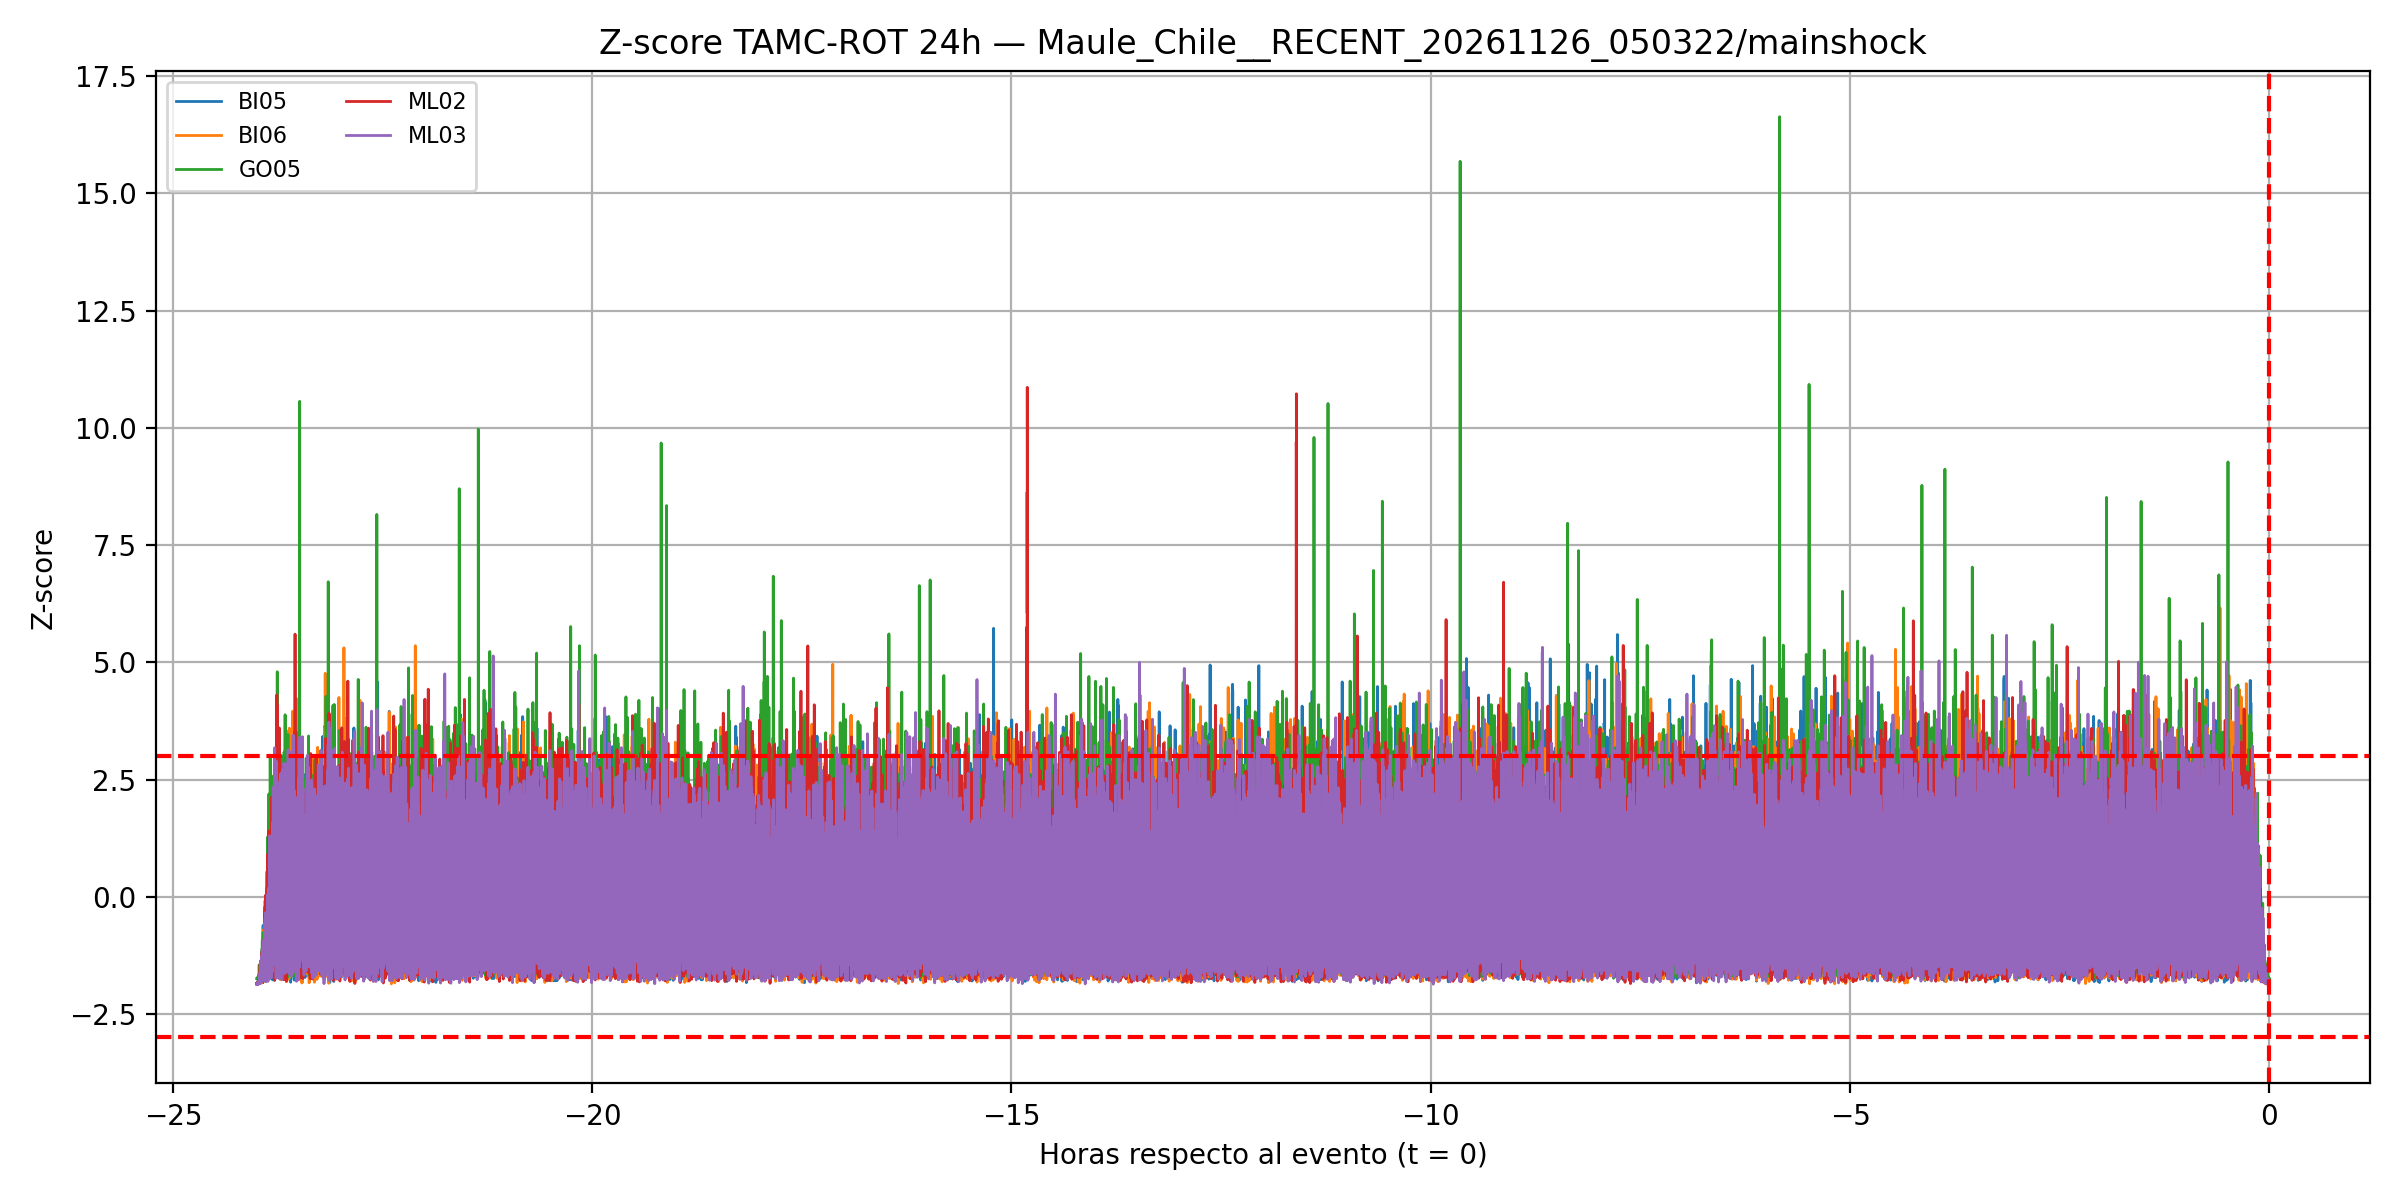 Z-score TAMC-ROT 24h — Maule_Chile__RECENT_20261126_050322/mainshock
BI05
BI06
GO05
ML02
ML03
17.5
15.0
12.5
10.0
7.5
5.0
2.5
0.0
−2.5
Z-score
−25
−20
−15
−10
−5
0
Horas respecto al evento (t = 0)